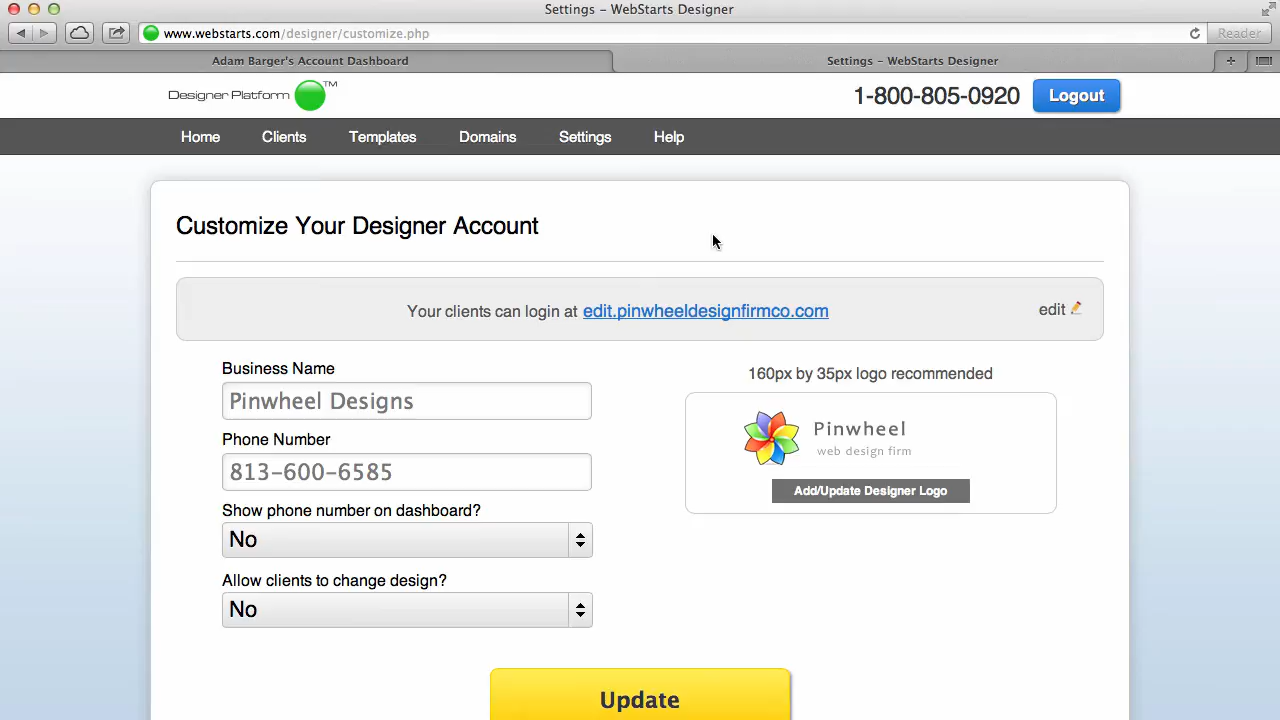 Settings – WebStarts Designer
www.webstarts.com/designer/customize.php
Reader
Adam Barger's Account Dashboard
Settings – WebStarts Designer
+
Designer Platform TM
1-800-805-0920
Logout
Home
Clients
Templates
Domains
Settings
Help
Customize Your Designer Account
Your clients can login at edit.pinwheeldesignfirmco.com
edit
Business Name
Pinwheel Designs
Phone Number
813-600-6585
Show phone number on dashboard?
No
Allow clients to change design?
No
160px by 35px logo recommended
Pinwheel
web design firm
Add/Update Designer Logo
Update